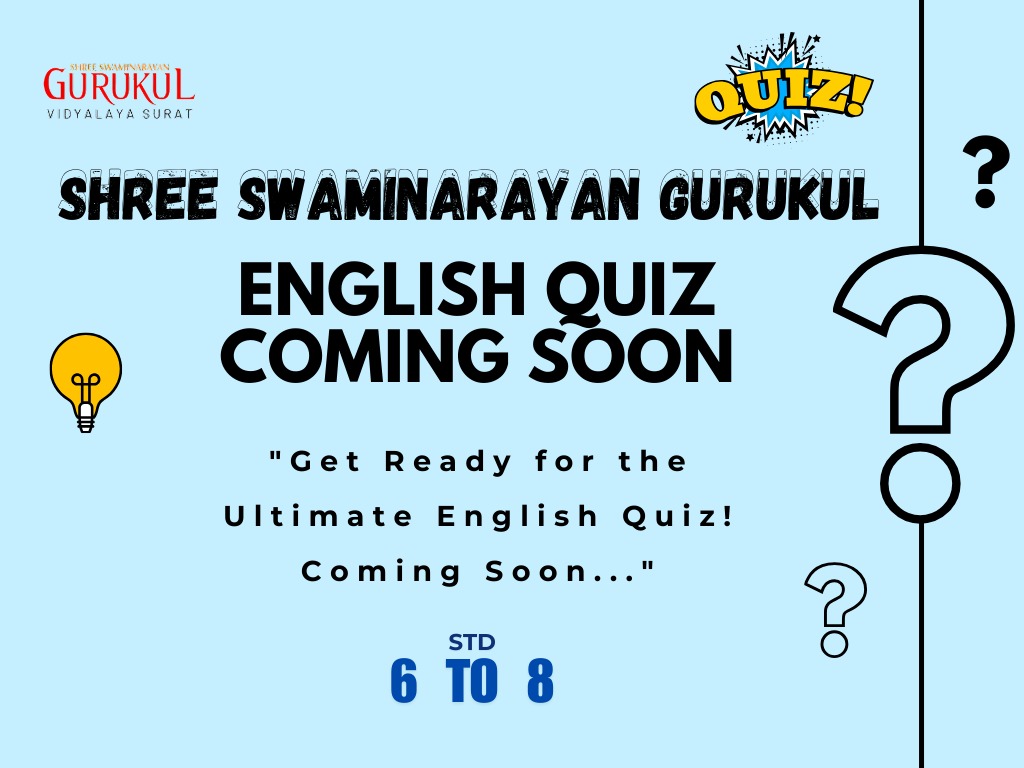 SHREE SWAMINARAYAN
GURUKUL
VIDYALAYA SURAT
QUIZ!
SHREE SWAMINARAYAN GURUKUL
?
ENGLISH QUIZ
COMING SOON
?
"Get Ready for the
Ultimate English Quiz!
Coming Soon..."
?
STD
6 TO 8